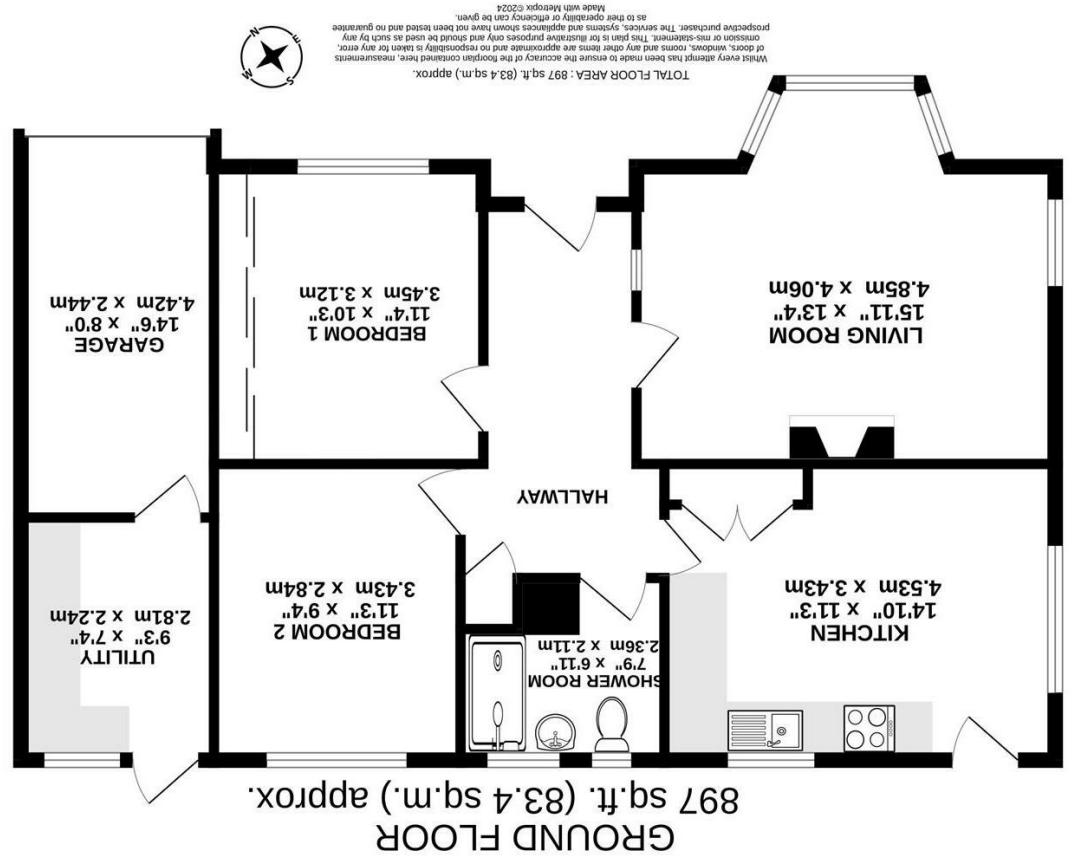 GROUND FLOOR
897 sq.ft. (83.4 sq.m.) approx.
KITCHEN
14'10" x 11'3"
4.53m x 3.43m
SHOWER ROOM
7'9" x 6'11"
2.36m x 2.11m
BEDROOM 2
11'3" x 9'4"
3.43m x 2.84m
UTILITY
9'3" x 7'4"
2.81m x 2.24m
HALLWAY
LIVING ROOM
15'11" x 13'4"
4.85m x 4.06m
BEDROOM 1
11'4" x 10'3"
3.45m x 3.12m
GARAGE
14'6" x 8'0"
4.42m x 2.44m
TOTAL FLOOR AREA : 897 sq.ft. (83.4 sq.m.) approx.
Whilst every attempt has been made to ensure the accuracy of the floorplan contained here, measurements
of doors, windows, rooms and any other items are approximate and no responsibility is taken for any error,
omission or mis-statement. This plan is for illustrative purposes only and should be used as such by any
prospective purchaser. The services, systems and appliances shown have not been tested and no guarantee
as to their operability or efficiency can be given.
Made with Metropix ©2024
S
W
E
N